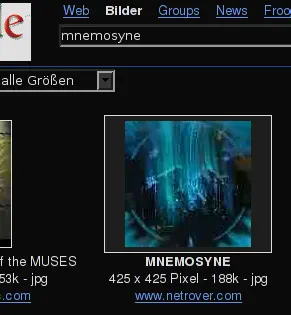 Web Bilder Groups News Froo
mnemosyne
alle Größen
f the MUSES
53k - jpg
s.com
MNEMOSYNE
425 x 425 Pixel - 188k - jpg
www.netrover.com